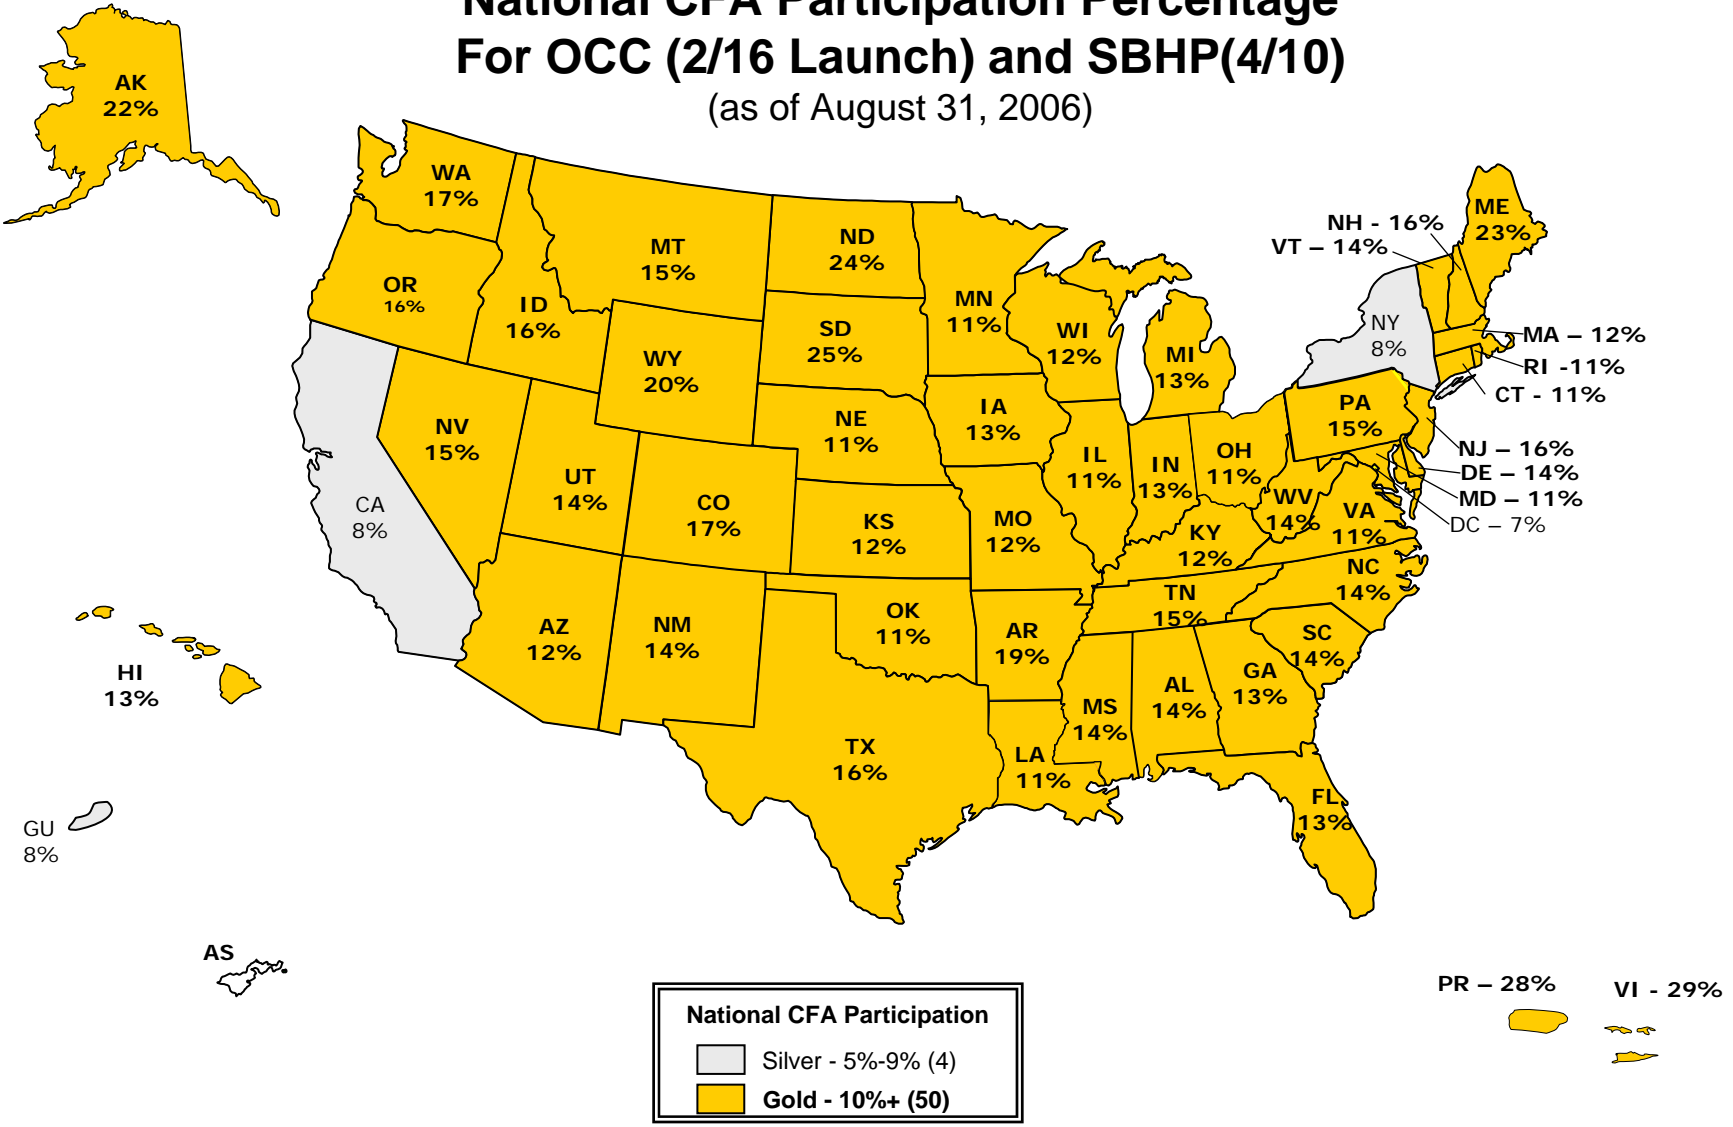 National CFA Participation Percentage
For OCC (2/16 Launch) and SBHP(4/10)
(as of August 31, 2006)
AK
22%
WA
17%
MT
15%
ND
24%
OR
16%
ID
16%
MN
11%
NH - 16%
VT – 14%
ME
23%
SD
25%
WI
12%
MI
13%
NY
8%
MA – 12%
RI -11%
CT - 11%
WY
20%
NV
15%
NE
11%
IA
13%
PA
15%
NJ – 16%
DE – 14%
MD – 11%
DC – 7%
UT
14%
CO
17%
CA
8%
KS
12%
MO
12%
IL
11%
IN
13%
OH
11%
WV
14%
VA
11%
KY
12%
NC
14%
TN
15%
AZ
12%
NM
14%
OK
11%
AR
19%
SC
14%
GA
13%
AL
14%
MS
14%
HI
13%
TX
16%
LA
11%
FL
13%
GU
8%
AS
PR – 28%
VI - 29%
National CFA Participation
Silver - 5%-9% (4)
Gold - 10%+ (50)